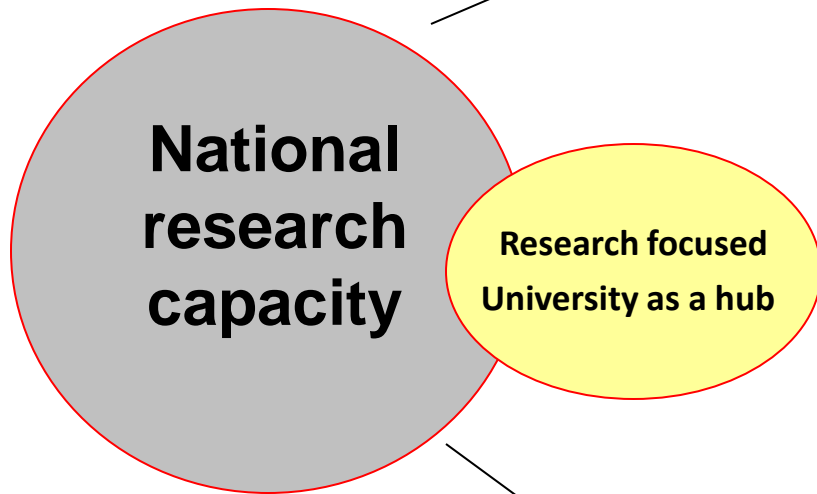 National
research
capacity
Research focused
University as a hub